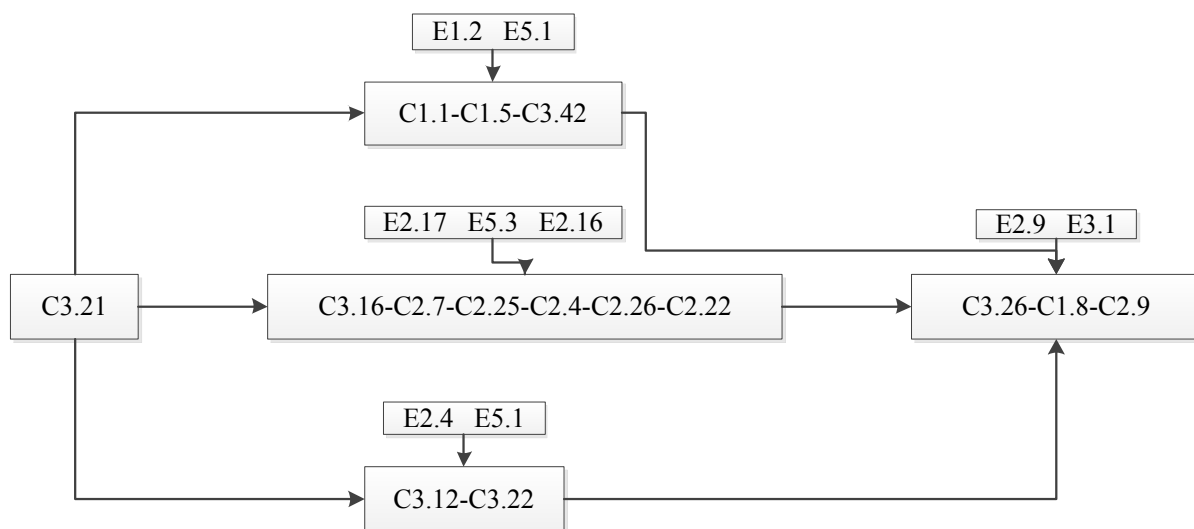 E1.2 E5.1
C1.1-C1.5-C3.42
E2.17 E5.3 E2.16
E2.9 E3.1
C3.21
C3.16-C2.7-C2.25-C2.4-C2.26-C2.22
C3.26-C1.8-C2.9
E2.4 E5.1
C3.12-C3.22